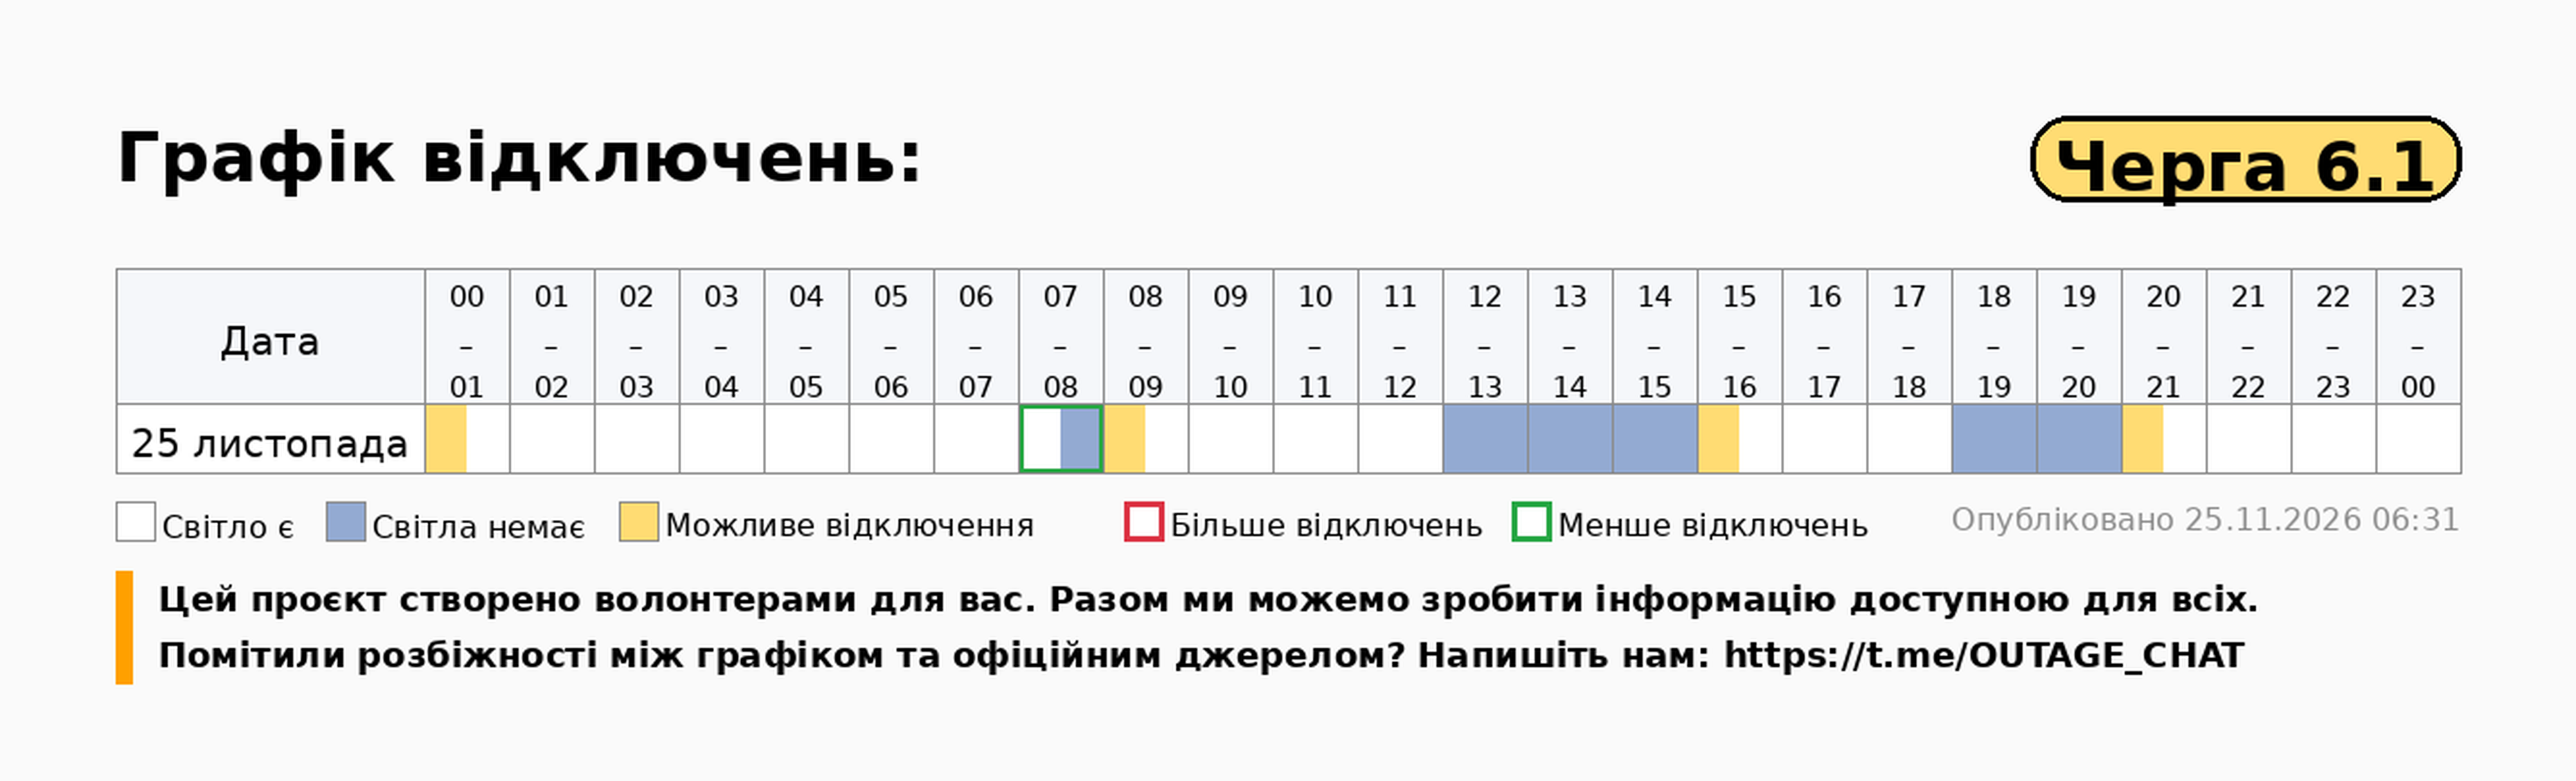 Графік відключень:
Черга 6.1
Дата
00 – 01
01 – 02
02 – 03
03 – 04
04 – 05
05 – 06
06 – 07
07 – 08
08 – 09
09 – 10
10 – 11
11 – 12
12 – 13
13 – 14
14 – 15
15 – 16
16 – 17
17 – 18
18 – 19
19 – 20
20 – 21
21 – 22
22 – 23
23 – 00
25 листопада
Світло є
Світла немає
Можливе відключення
Більше відключень
Менше відключень
Опубліковано 25.11.2026 06:31
Цей проєкт створено волонтерами для вас. Разом ми можемо зробити інформацію доступною для всіх.
Помітили розбіжності між графіком та офіційним джерелом? Напишіть нам: https://t.me/OUTAGE_CHAT